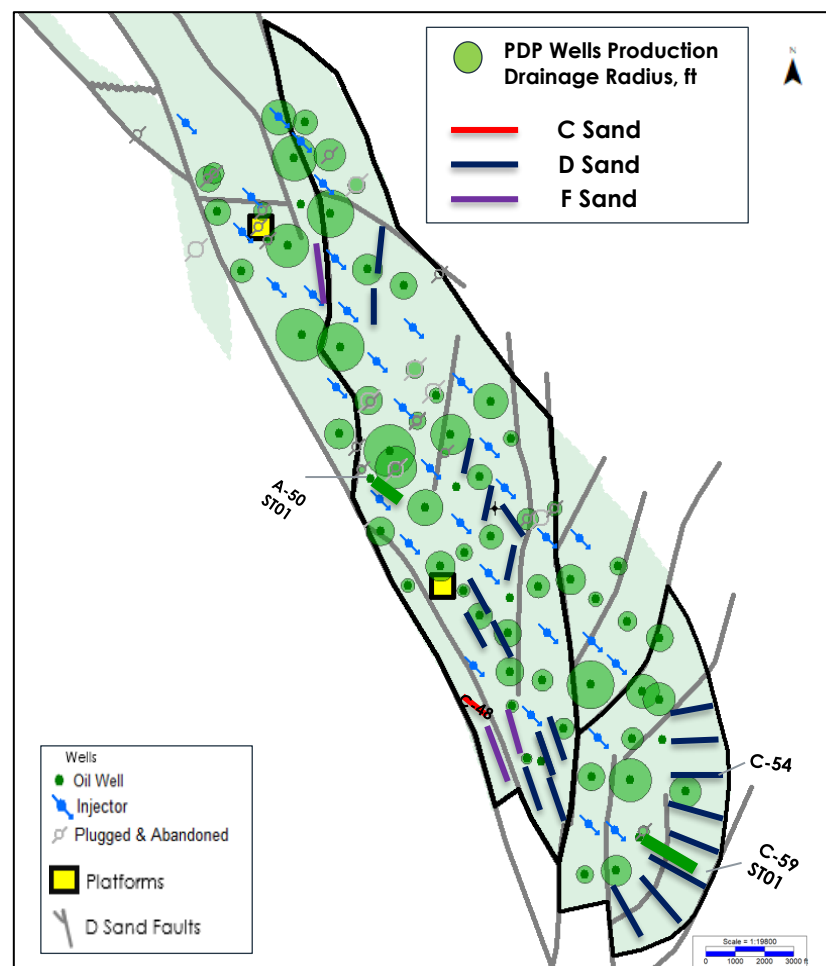 N
PDP Wells Production
Drainage Radius, ft
C Sand
D Sand
F Sand
A-50
ST01
C-48
C-54
C-59
ST01
Wells
Oil Well
Injector
Plugged & Abandoned
Platforms
D Sand Faults
Scale = 1:19800
0 1000 2000 3000 ft